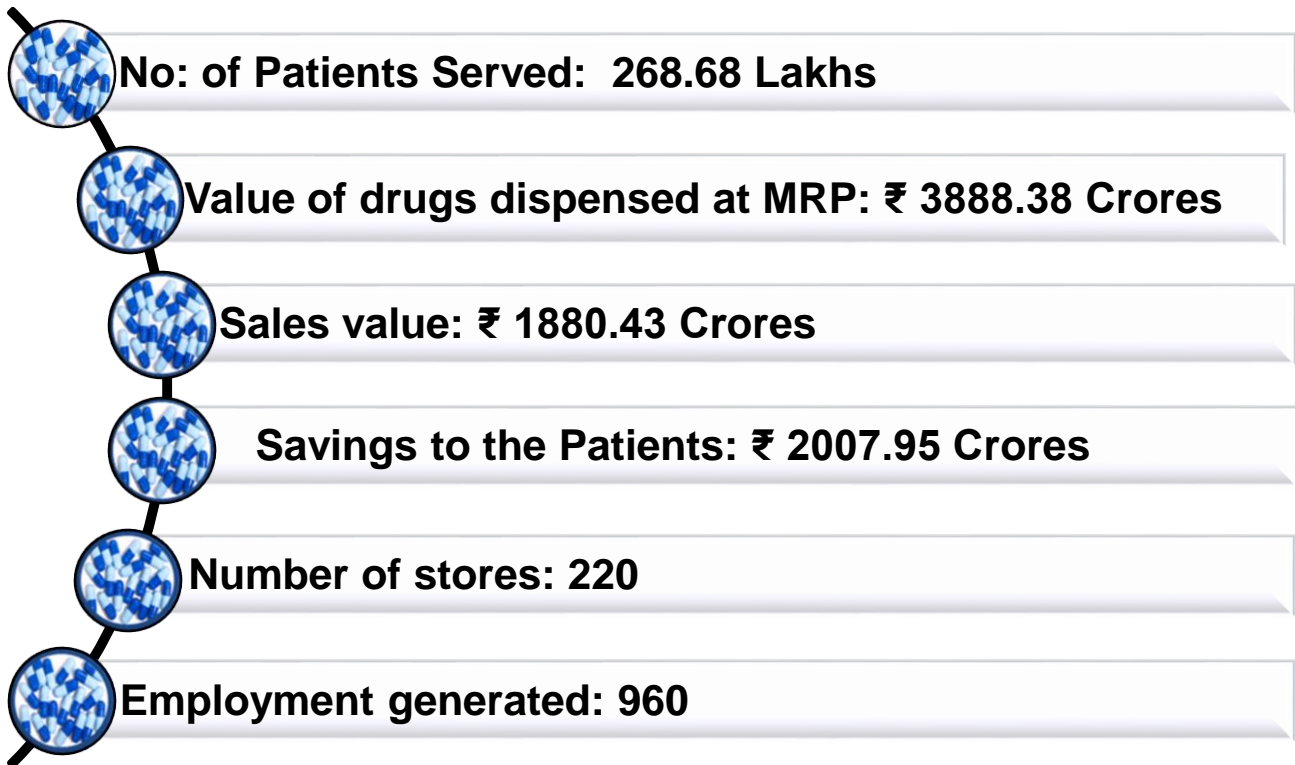 No: of Patients Served: 268.68 Lakhs
Value of drugs dispensed at MRP: ₹ 3888.38 Crores
Sales value: ₹ 1880.43 Crores
Savings to the Patients: ₹ 2007.95 Crores
Number of stores: 220
Employment generated: 960